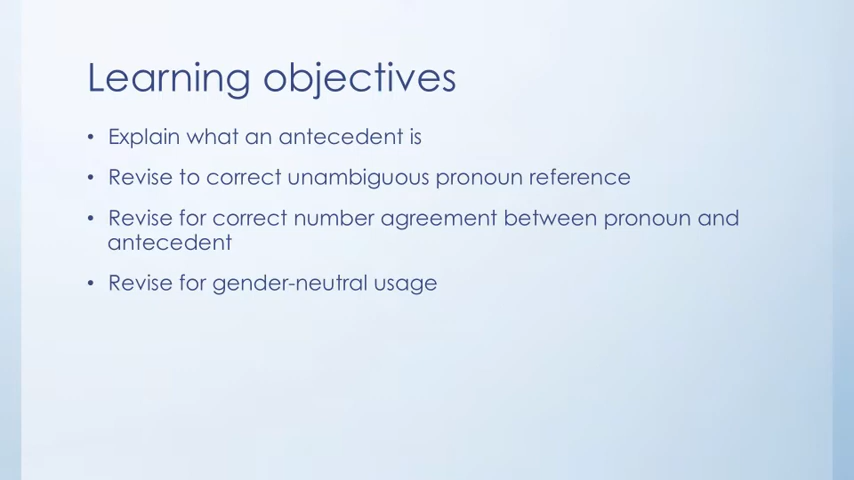 Learning objectives
• Explain what an antecedent is
• Revise to correct unambiguous pronoun reference
• Revise for correct number agreement between pronoun and
antecedent
• Revise for gender-neutral usage